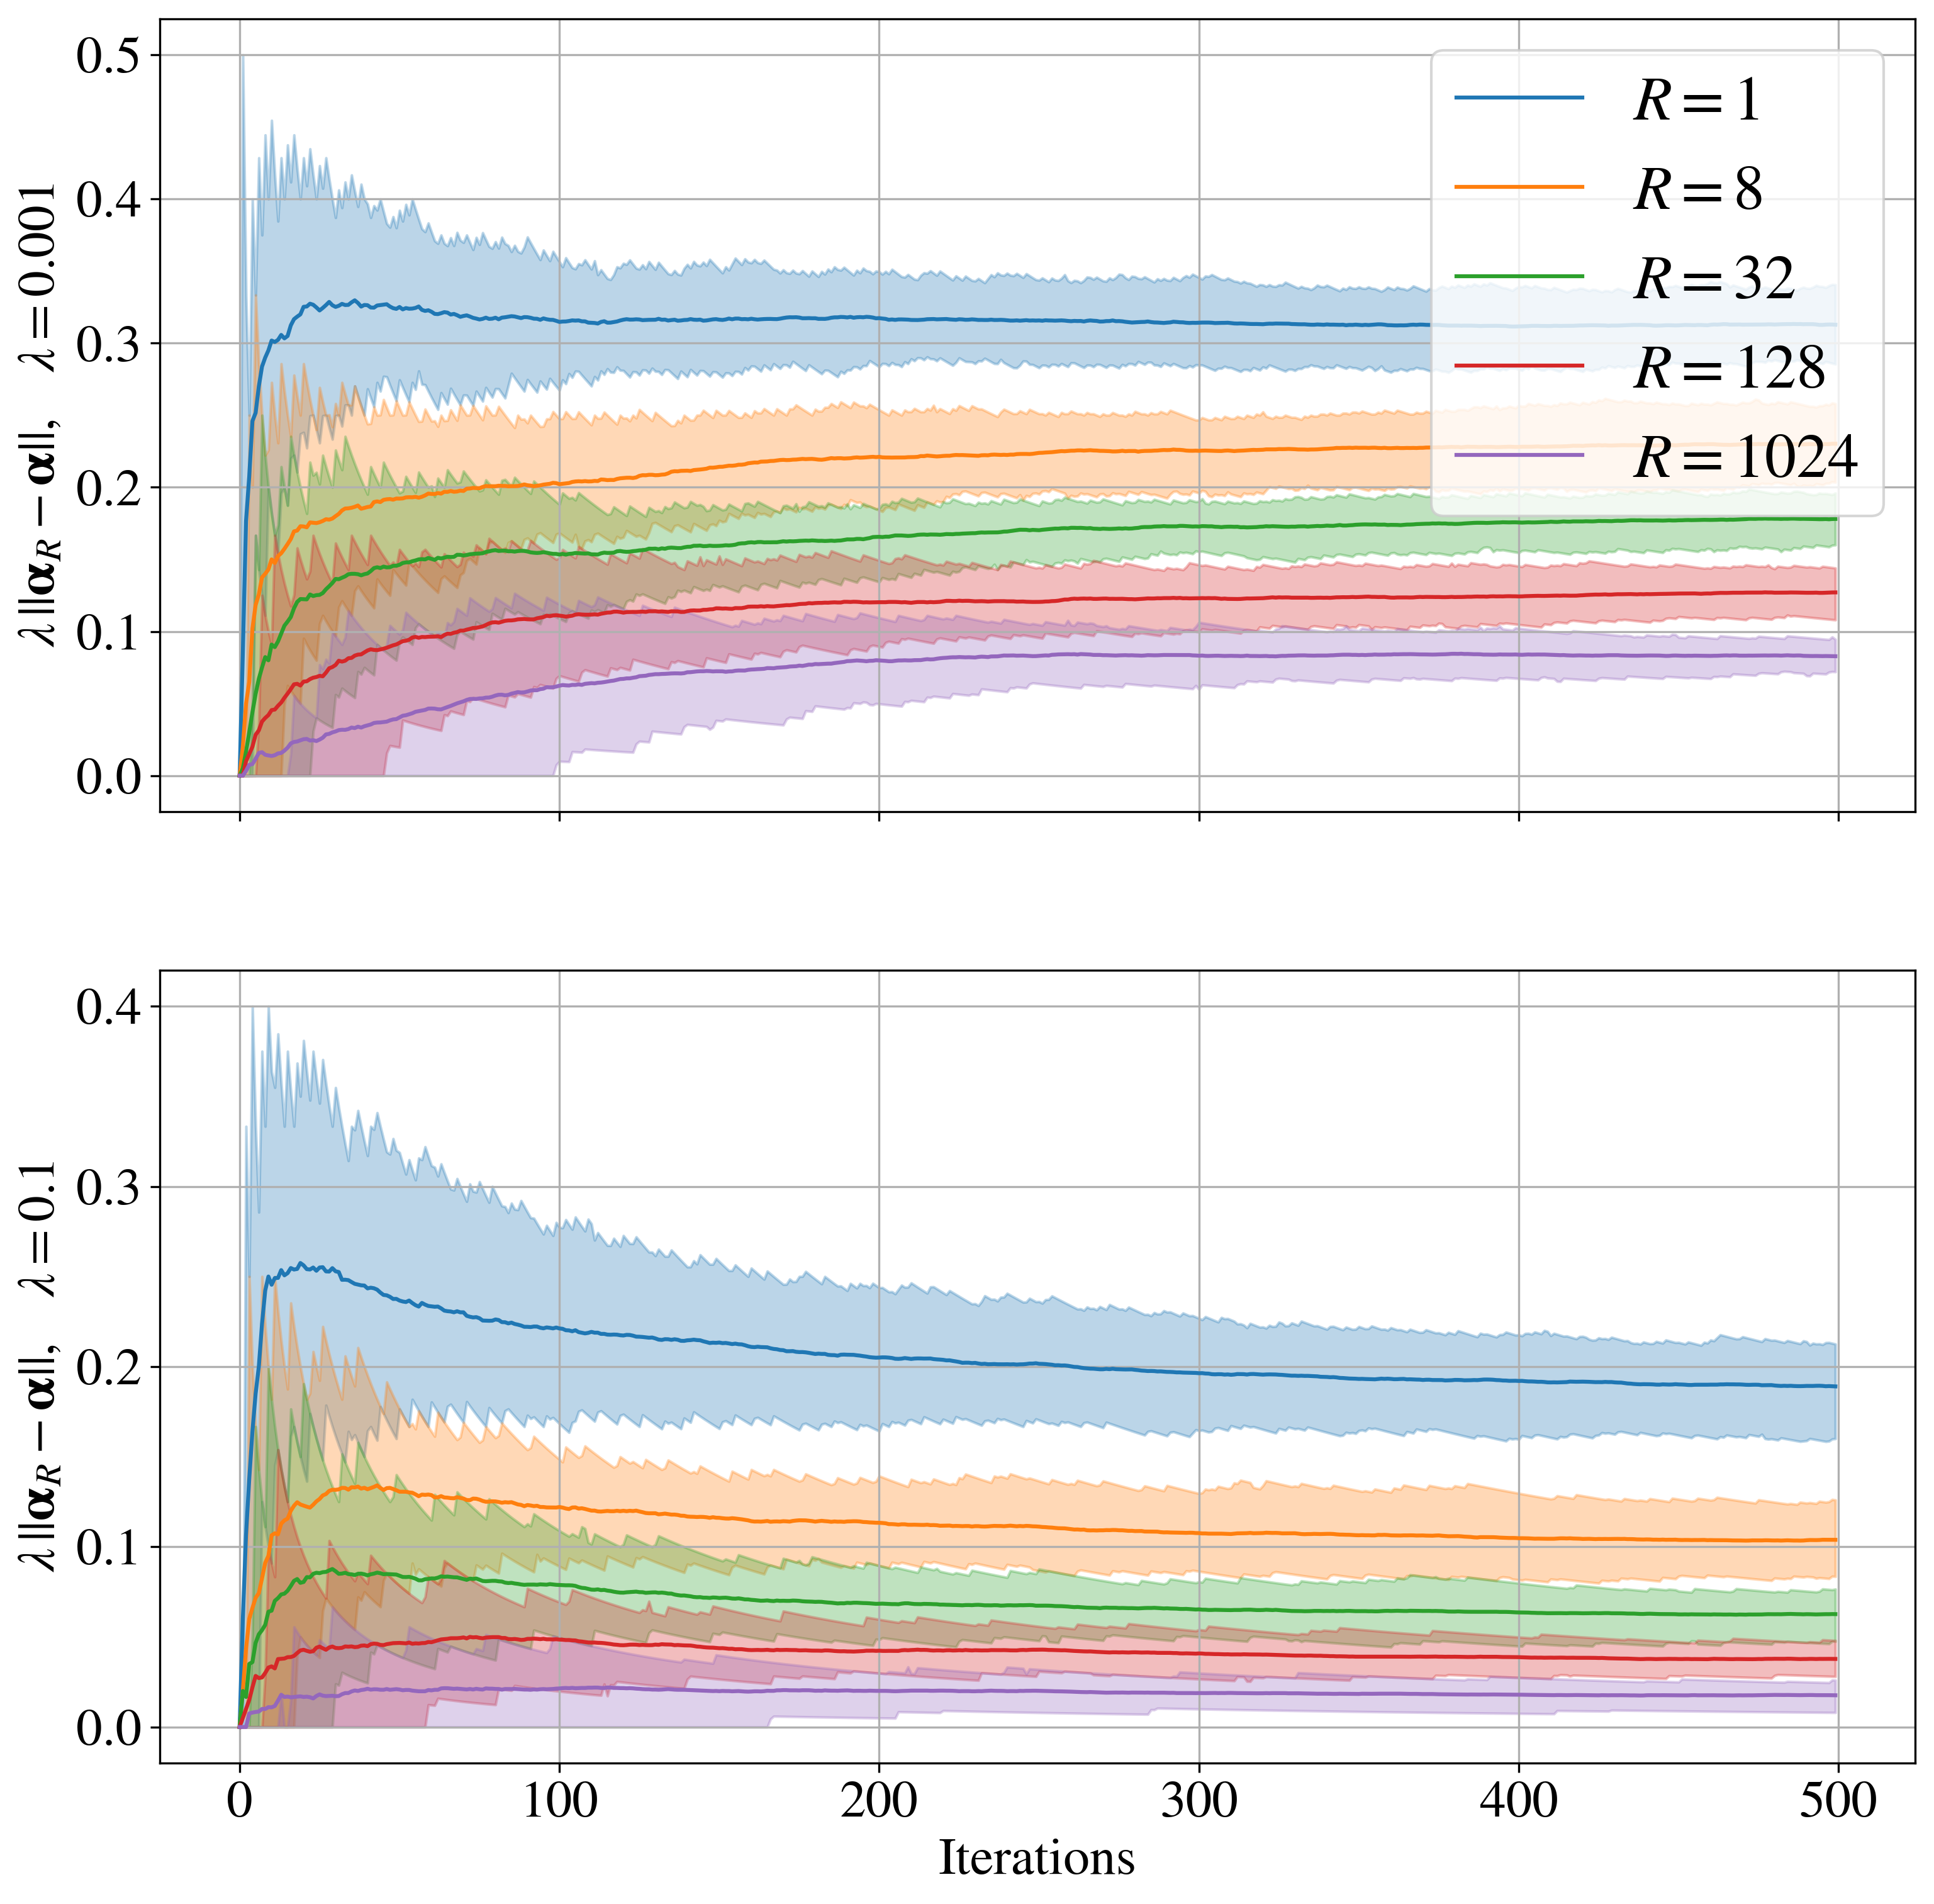 0.5
0.4
0.3
0.2
0.1
0.0
λ||α_R − α||, λ = 0.001
R = 1
R = 8
R = 32
R = 128
R = 1024
0.4
0.3
0.2
0.1
0.0
λ||α_R − α||, λ = 0.1
0 100 200 300 400 500
Iterations